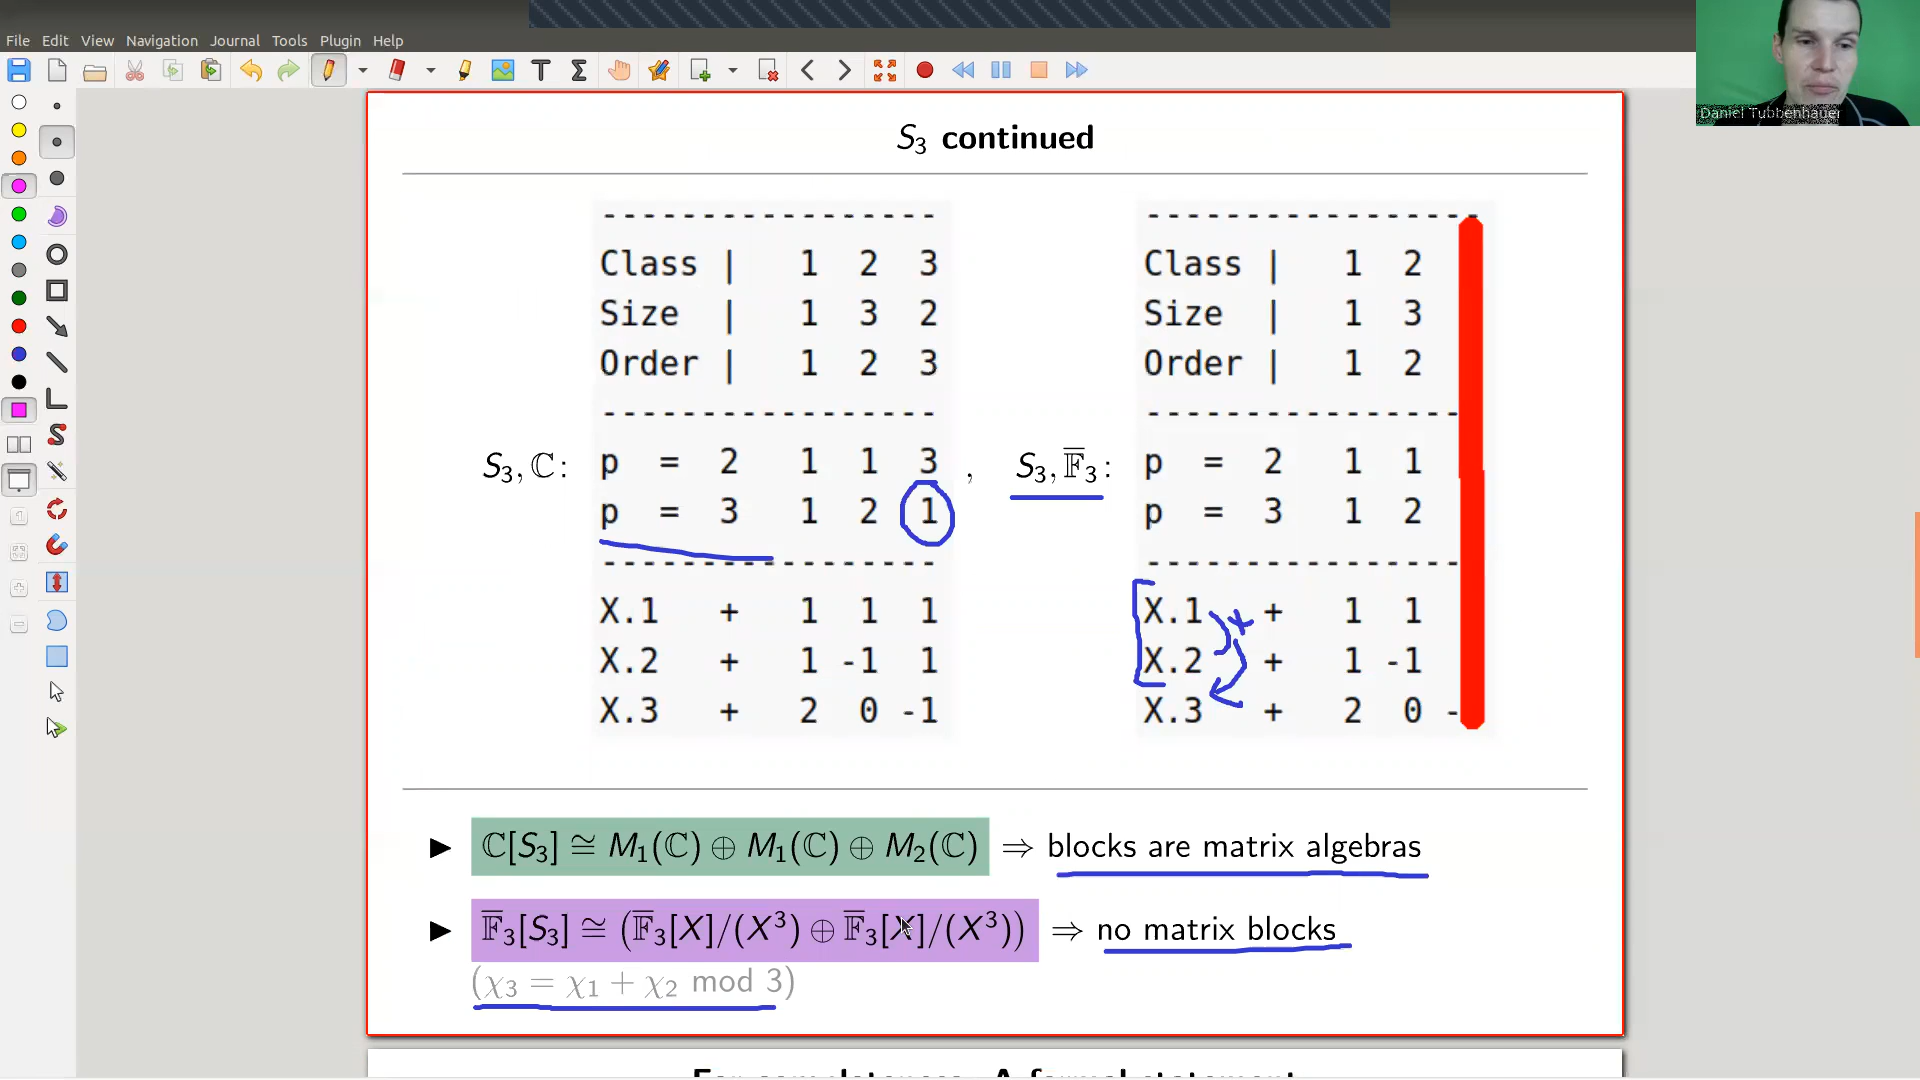 File Edit View Navigation Journal Tools Plugin Help
Daniel Tubbenhauer
S₃ continued
-----------------
Class | 1 2 3
Size | 1 3 2
Order | 1 2 3
-----------------
S₃, ℂ: p = 2 1 1 3 ,
p = 3 1 2 1
-----------------
X.1 + 1 1 1
X.2 + 1 -1 1
X.3 + 2 0 -1
-----------------
Class | 1 2
Size | 1 3
Order | 1 2
----------------
S₃, F̅₃: p = 2 1 1
p = 3 1 2
----------------
X.1 + 1 1
X.2 + 1 -1
X.3 + 2 0 -
▶ ℂ[S₃] ≅ M₁(ℂ) ⊕ M₁(ℂ) ⊕ M₂(ℂ) ⇒ blocks are matrix algebras
▶ F̅₃[S₃] ≅ (F̅₃[X]/(X³) ⊕ F̅₃[X]/(X³)) ⇒ no matrix blocks
(χ₃ = χ₁ + χ₂ mod 3)
For completeness: A formal statement